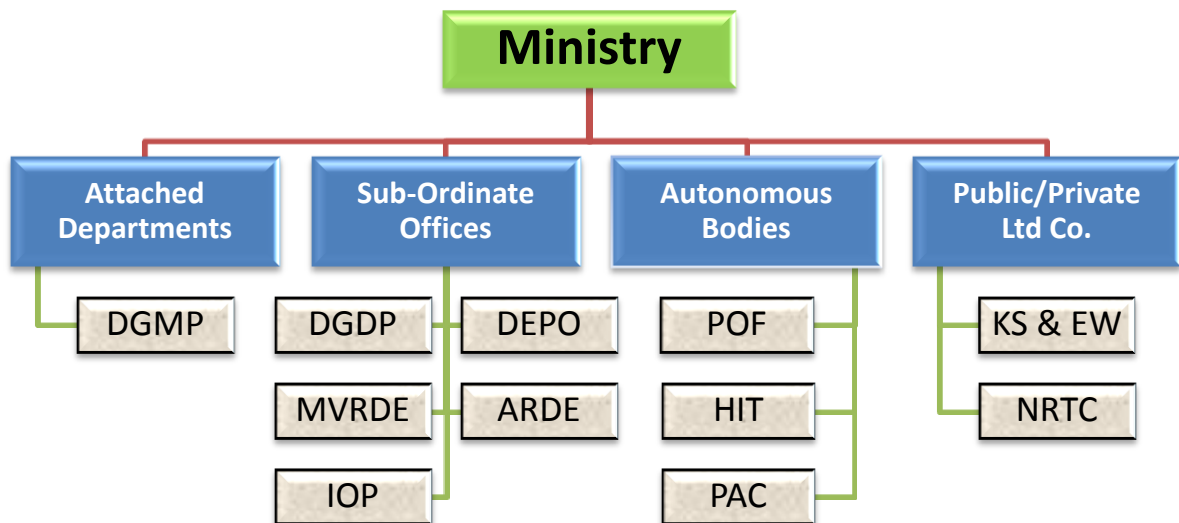 Ministry
Attached
Departments
Sub-Ordinate
Offices
Autonomous
Bodies
Public/Private
Ltd Co.
DGMP
DGDP
DEPO
MVRDE
ARDE
IOP
POF
HIT
PAC
KS & EW
NRTC